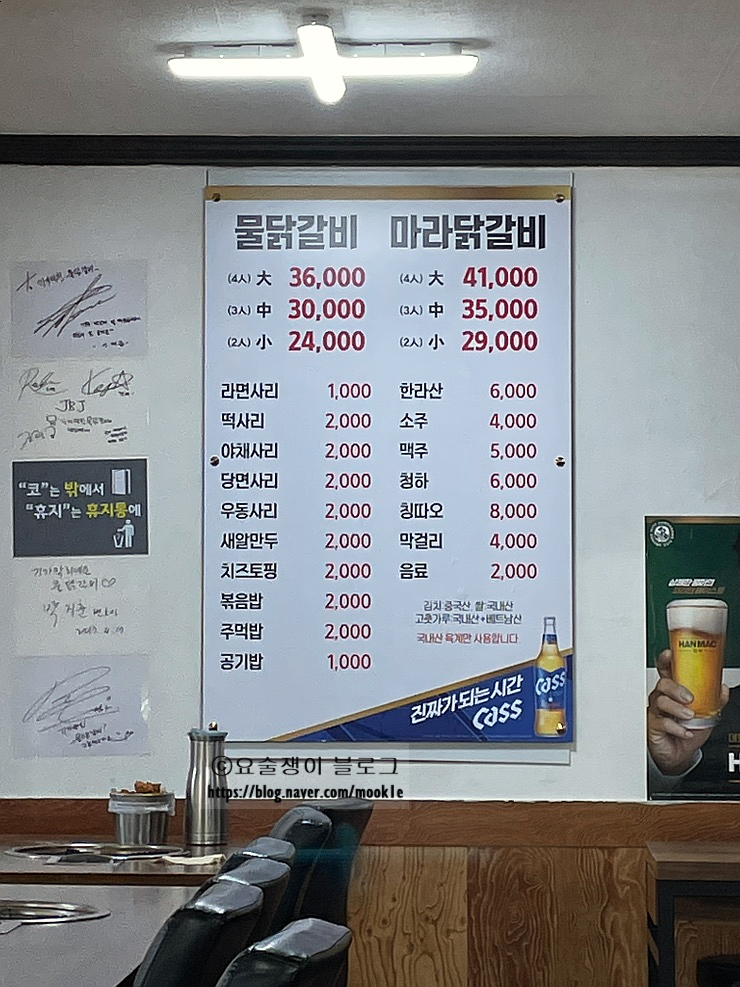 물닭갈비 마라닭갈비
(4人) 大 36,000 (4人) 大 41,000
(3人) 中 30,000 (3人) 中 35,000
(2人) 小 24,000 (2人) 小 29,000
라면사리 1,000 한라산 6,000
떡사리 2,000 소주 4,000
야채사리 2,000 맥주 5,000
당면사리 2,000 청하 6,000
우동사리 2,000 칭따오 8,000
새알만두 2,000 막걸리 4,000
치즈토핑 2,000 음료 2,000
볶음밥 2,000
주먹밥 2,000
공기밥 1,000
김치:중국산, 쌀:국내산
고춧가루:국내산+베트남산
국내산 육계만 사용합니다.
진짜가 되는 시간
cass
cass
"코"는 밖에서
"휴지"는 휴지통에
JBJ
HANMAC
ⓒ요술쟁이 블로그
https://blog.naver.com/mook1e